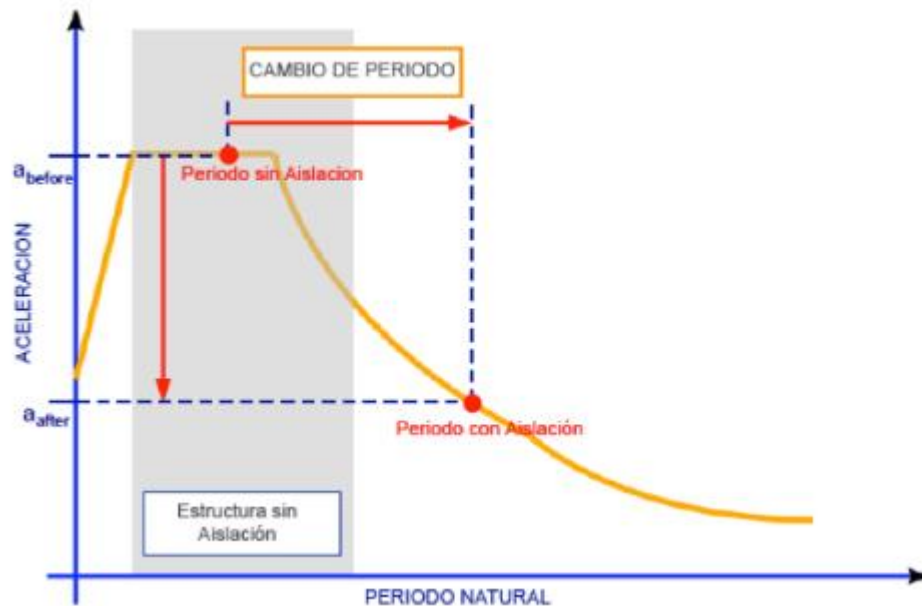 CAMBIO DE PERIODO
a before
Periodo sin Aislacion
ACELERACION
a after
Periodo con Aislación
Estructura sin
Aislación
PERIODO NATURAL